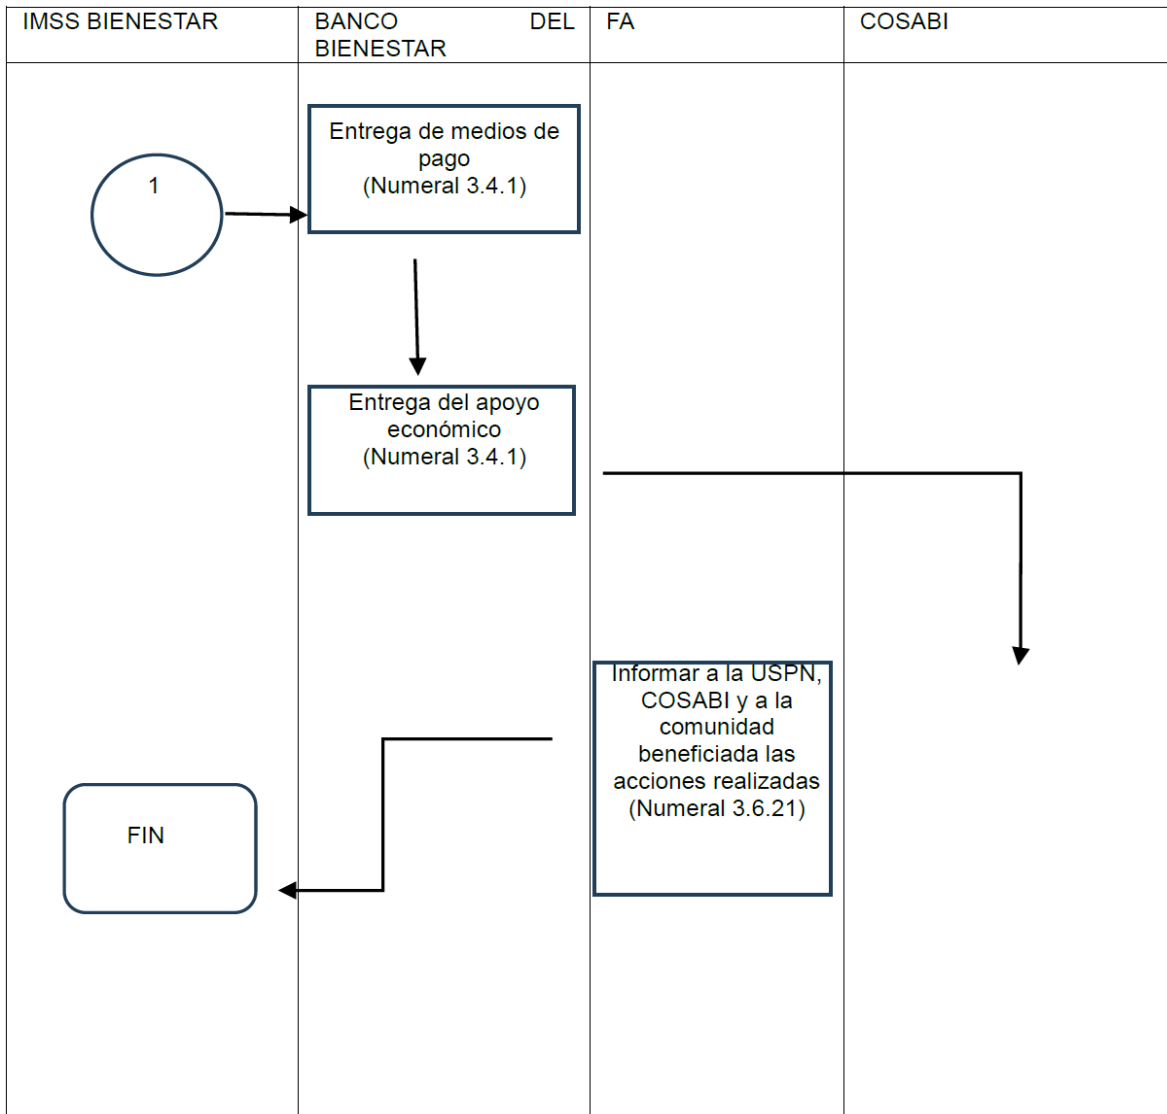 IMSS BIENESTAR
BANCO DEL
BIENESTAR
FA
COSABI
1
Entrega de medios de
pago
(Numeral 3.4.1)
Entrega del apoyo
económico
(Numeral 3.4.1)
Informar a la USPN,
COSABI y a la
comunidad
beneficiada las
acciones realizadas
(Numeral 3.6.21)
FIN